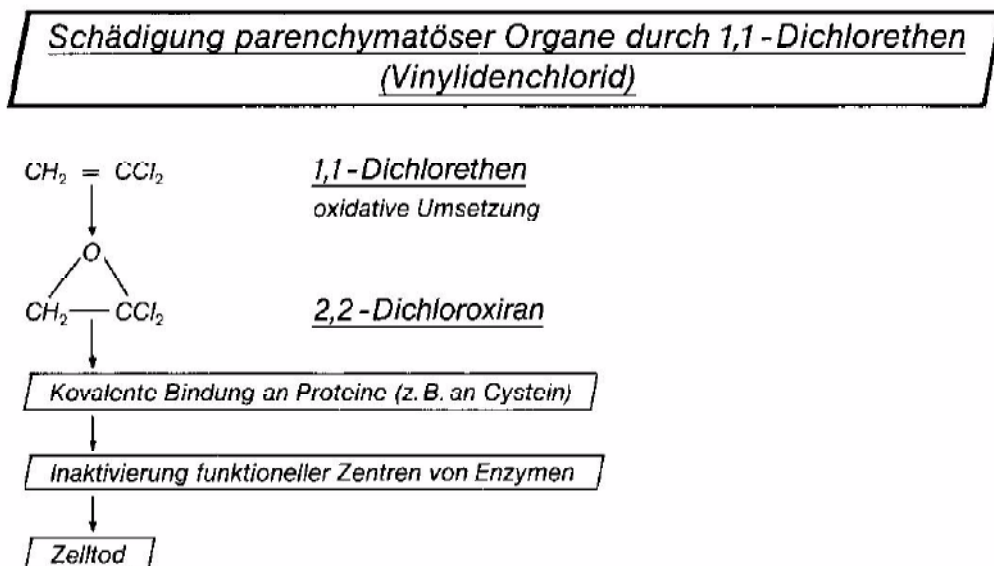 Schädigung parenchymatöser Organe durch 1,1-Dichlorethen
(Vinylidenchlorid)
CH₂ = CCl₂
1,1-Dichlorethen
oxidative Umsetzung
O
CH₂ — CCl₂
2,2-Dichloroxiran
Kovalente Bindung an Proteine (z. B. an Cystein)
Inaktivierung funktioneller Zentren von Enzymen
Zelltod